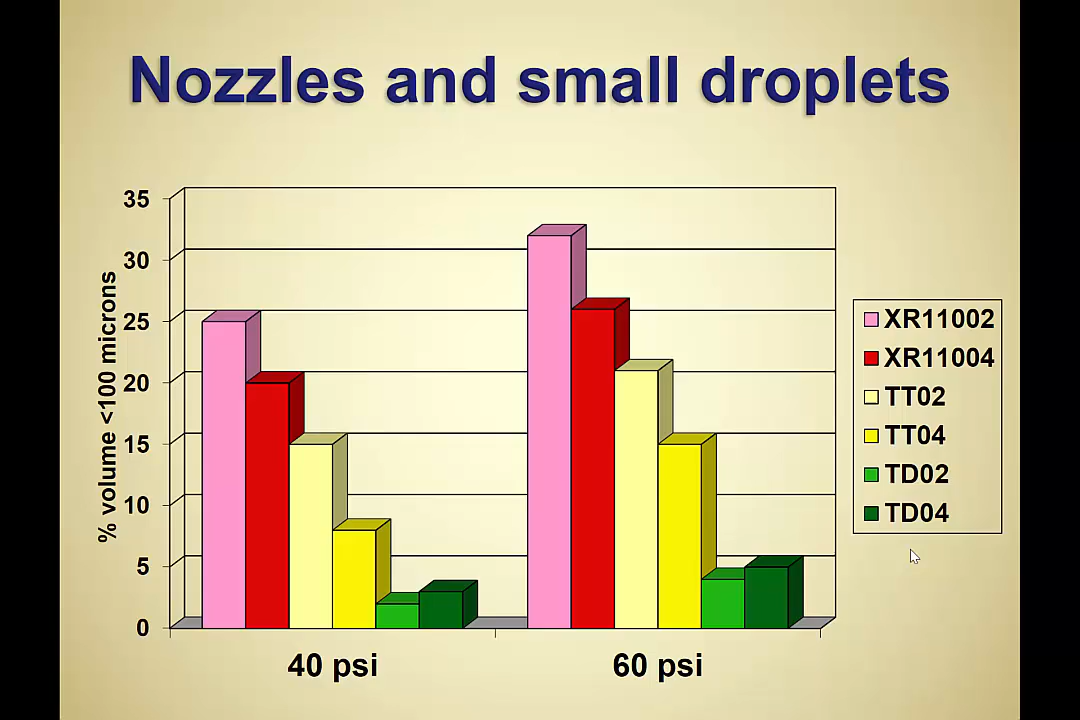 Nozzles and small droplets
% volume <100 microns
35
30
25
20
15
10
5
0
40 psi
60 psi
XR11002
XR11004
TT02
TT04
TD02
TD04